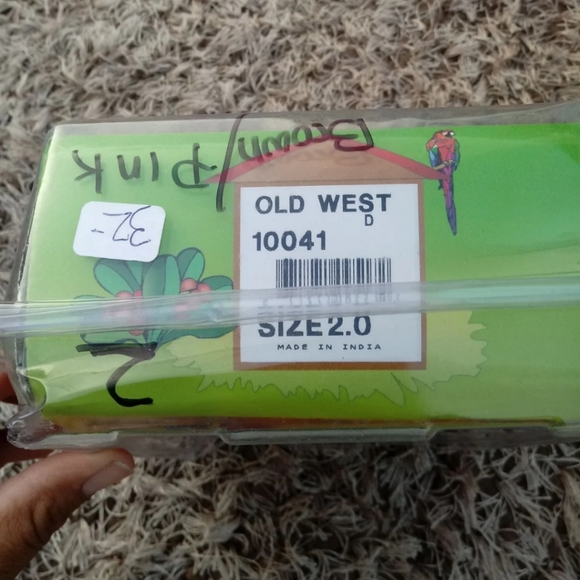 Brown/Pink
32-
OLD WEST
D
10041
SIZE 2.0
MADE IN INDIA
2